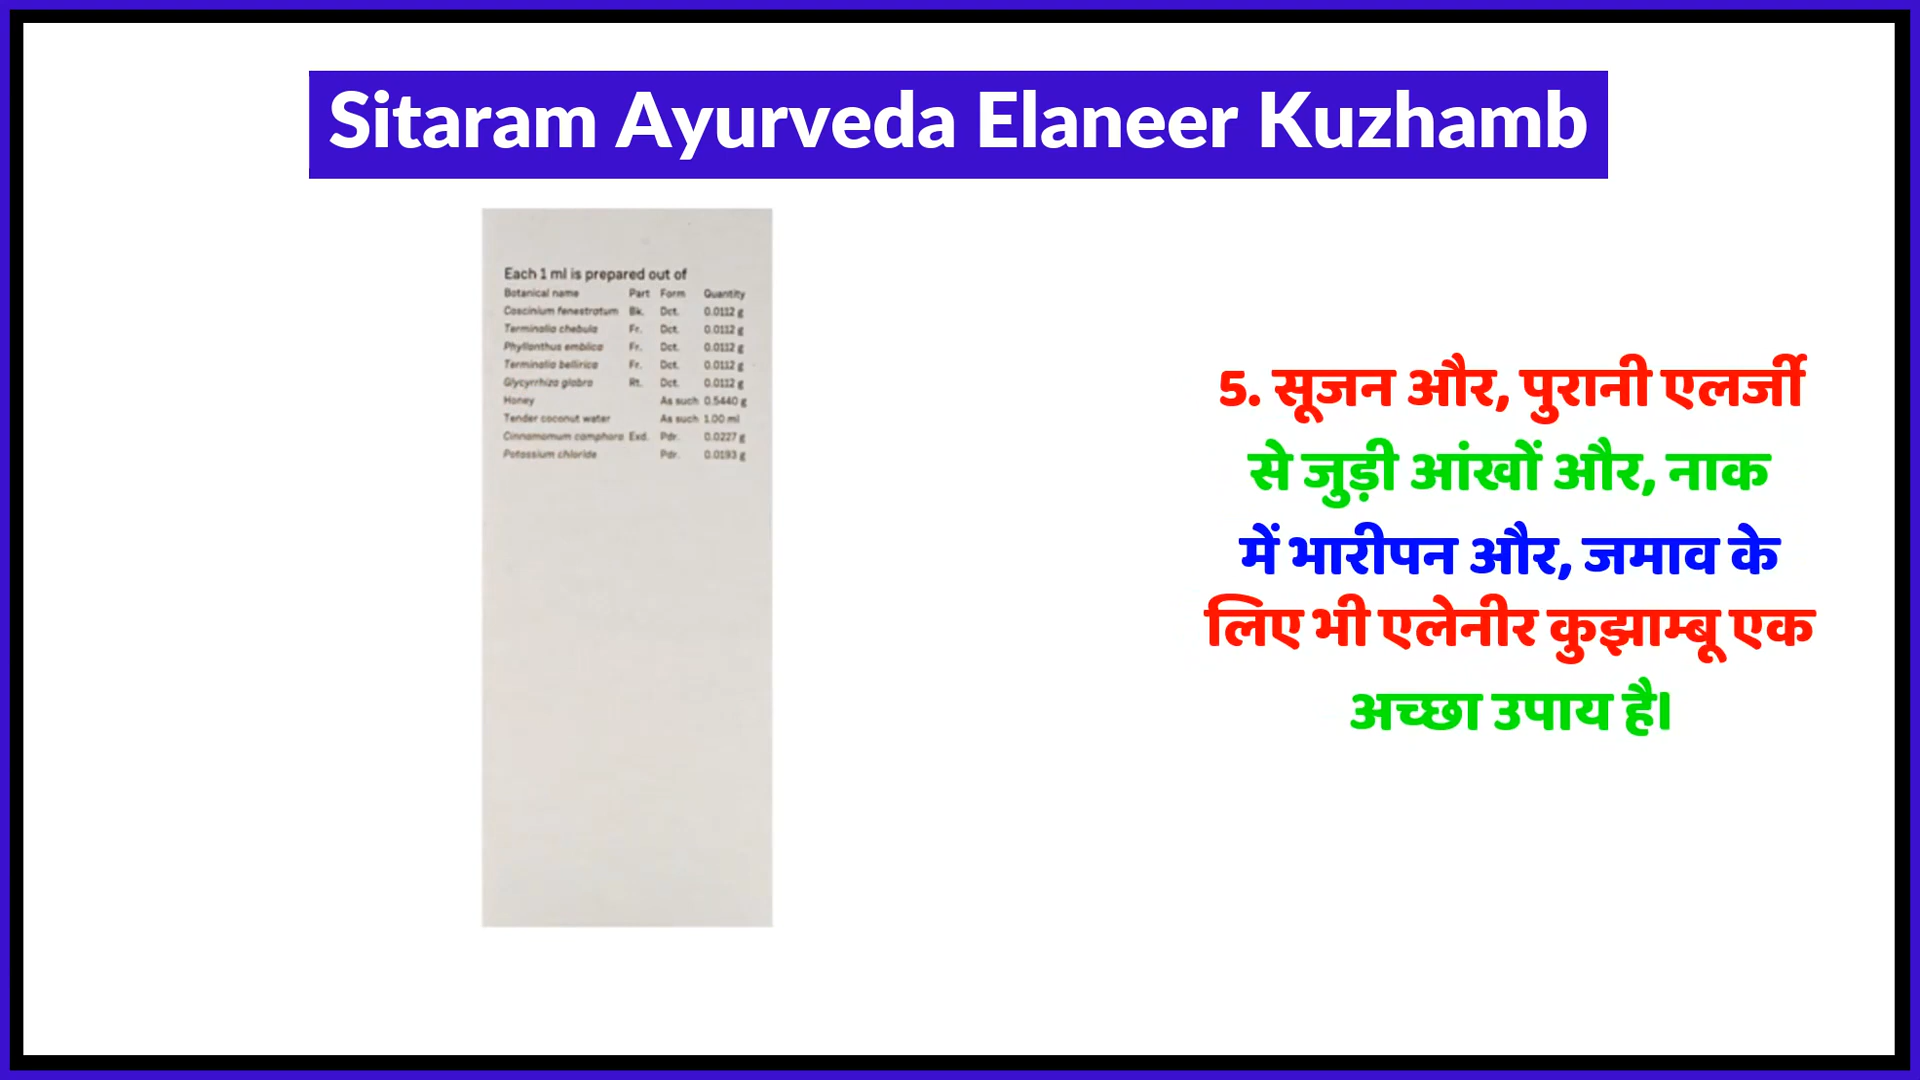 Sitaram Ayurveda Elaneer Kuzhamb
Each 1 ml is prepared out of
Botanical name Part Form Quantity
Coscinium fenestratum Bk. Dct. 0.0112 g
Terminalia chebula Fr. Dct. 0.0112 g
Phyllanthus emblica Fr. Dct. 0.0112 g
Terminalia bellirica Fr. Dct. 0.0112 g
Glycyrrhiza glabra Rt. Dct. 0.0112 g
Honey As such 0.5440 g
Tender coconut water As such 1.00 ml
Cinnamomum camphora Exd. Pdr. 0.0227 g
Potassium chloride Pdr. 0.0193 g
5. सूजन और, पुरानी एलर्जी
से जुड़ी आंखों और, नाक
में भारीपन और, जमाव के
लिए भी एलेनीर कुझाम्बू एक
अच्छा उपाय है।